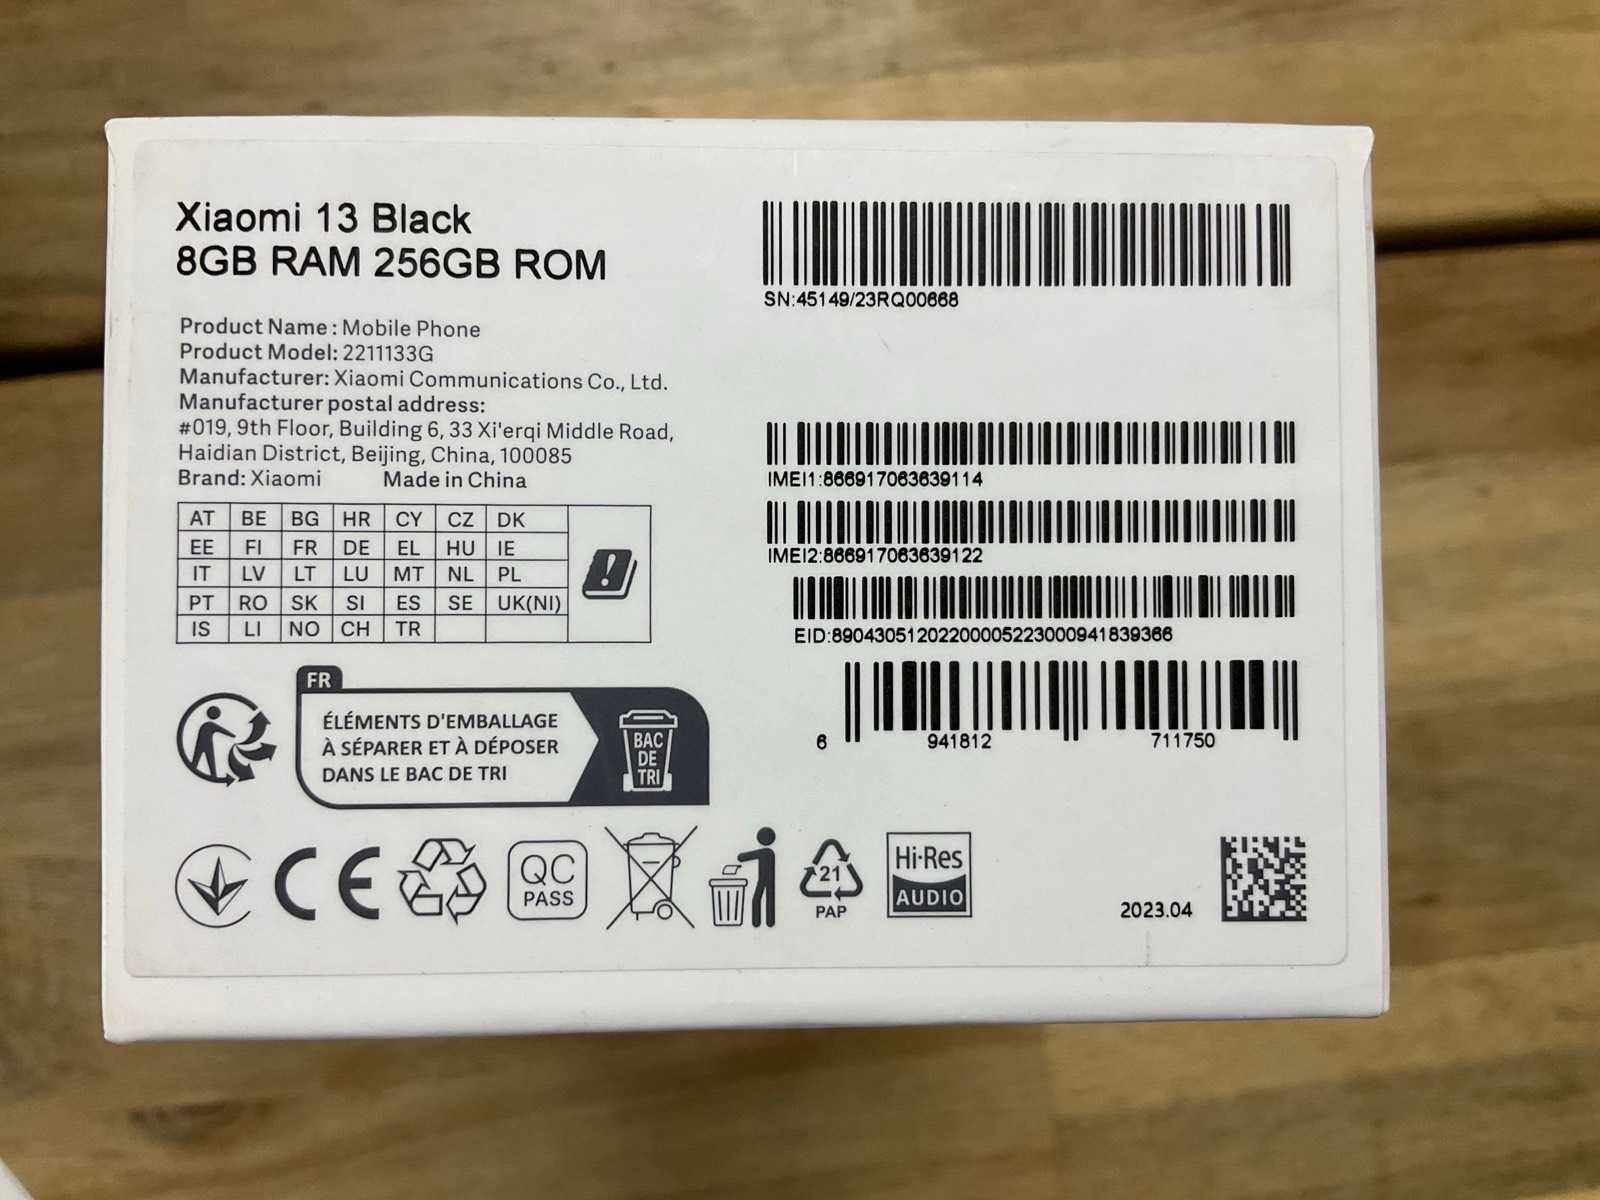 Xiaomi 13 Black
8GB RAM 256GB ROM
Product Name : Mobile Phone
Product Model: 2211133G
Manufacturer: Xiaomi Communications Co., Ltd.
Manufacturer postal address:
#019, 9th Floor, Building 6, 33 Xi'erqi Middle Road,
Haidian District, Beijing, China, 100085
Brand: Xiaomi Made in China
AT BE BG HR CY CZ DK
EE FI FR DE EL HU IE
IT LV LT LU MT NL PL
PT RO SK SI ES SE UK(NI)
IS LI NO CH TR
FR
ÉLÉMENTS D'EMBALLAGE
À SÉPARER ET À DÉPOSER
DANS LE BAC DE TRI
BAC
DE
TRI
CE
QC
PASS
21
PAP
Hi-Res
AUDIO
SN:45149/23RQ00668
IMEI1:866917063639114
IMEI2:866917063639122
EID:89043051202200005223000941839366
6 941812 711750
2023.04